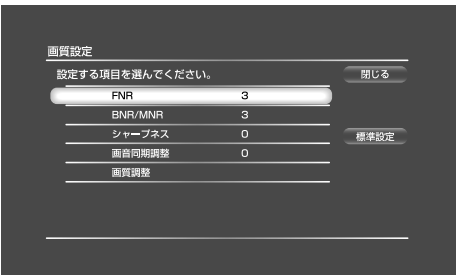 画質設定
設定する項目を選んでください。 閉じる
FNR 3
BNR/MNR 3
シャープネス 0 標準設定
画音同期調整 0
画質調整